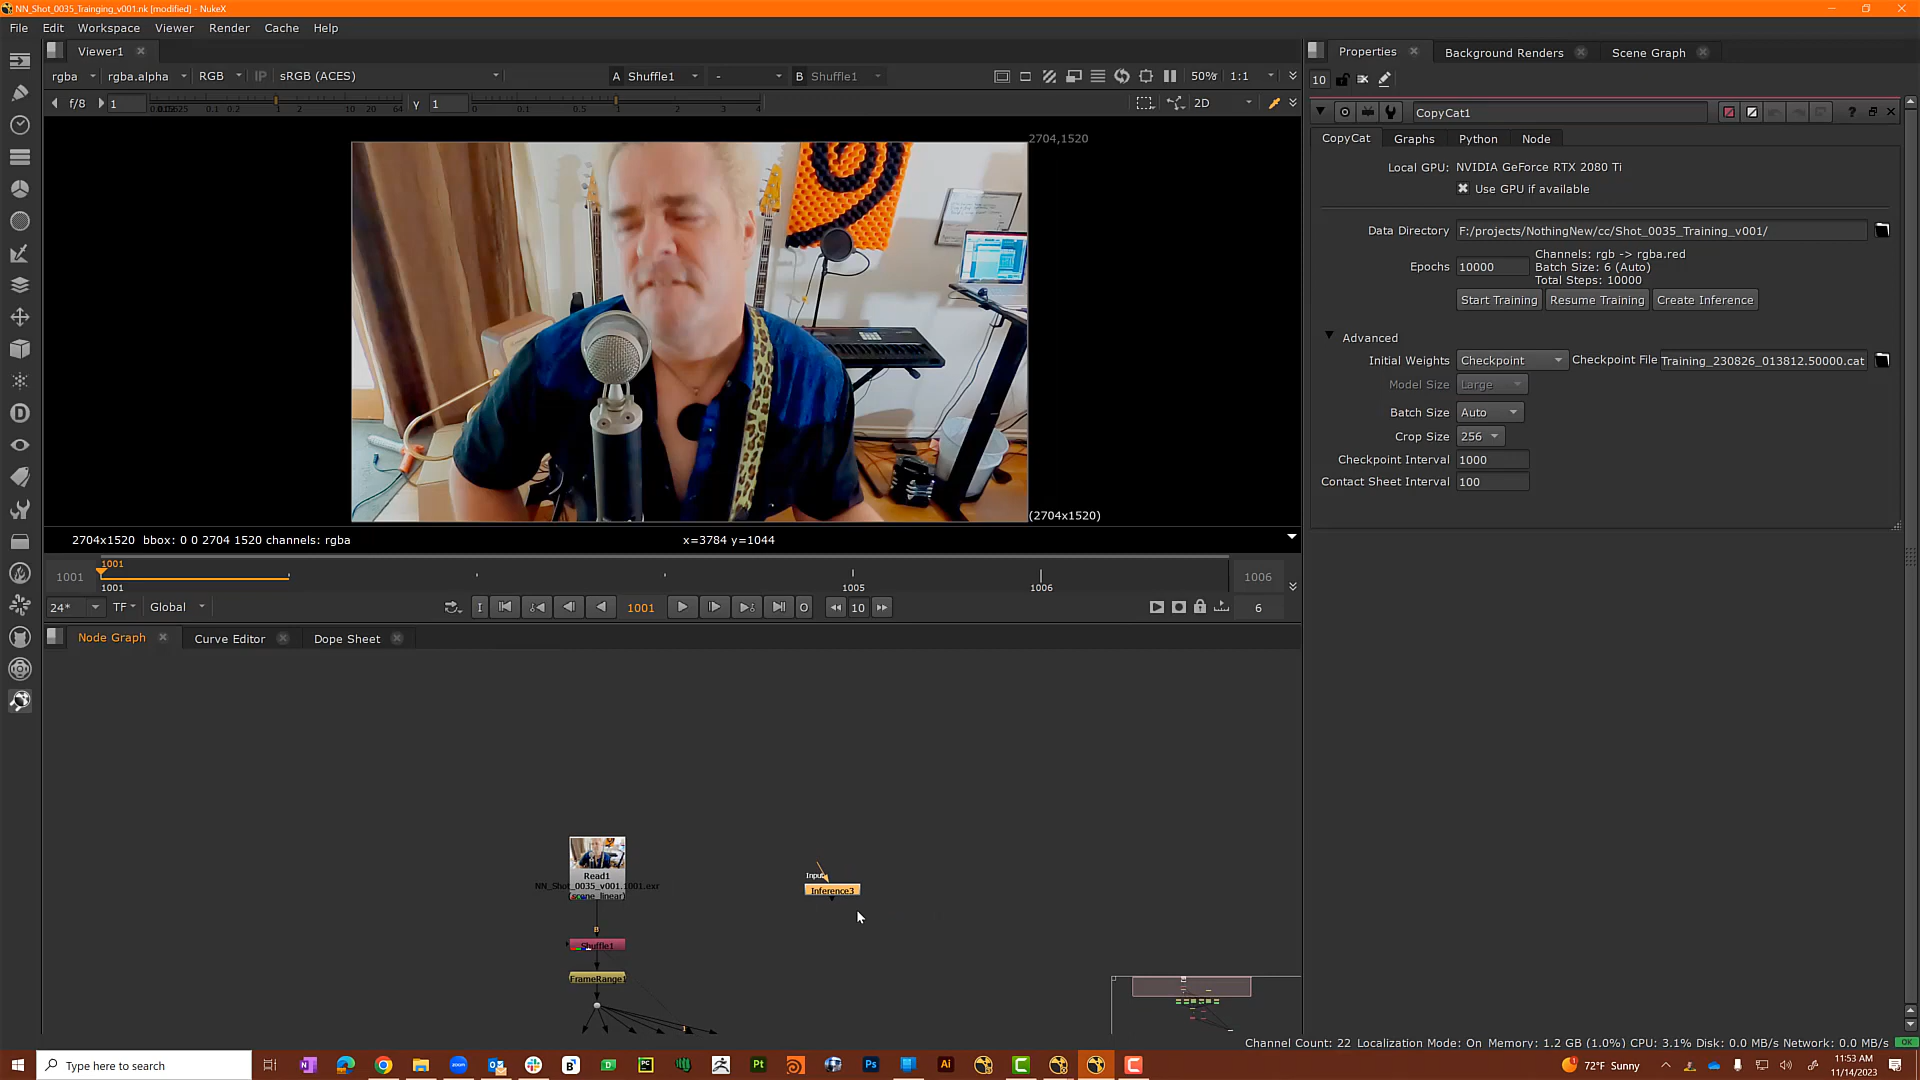 NN_Shot_0035_Trainging_v001.nk [modified] - NukeX
File Edit Workspace Viewer Render Cache Help
Viewer1
rgba rgba.alpha RGB IP sRGB (ACES) A Shuffle1 - B Shuffle1 50% 1:1
f/8 1 γ 1 2D
2704,1520
(2704x1520)
2704x1520 bbox: 0 0 2704 1520 channels: rgba x=3784 y=1044
1001 1001 1001 1005 1006 1006
24* TF Global I 1001 O 10 6
Node Graph Curve Editor Dope Sheet
Read1
NN_Shot_0035_v001.1001.exr
(scene_linear)
Shuffle1
FrameRange1
Input
Inference3
Properties Background Renders Scene Graph
10
CopyCat1
CopyCat Graphs Python Node
Local GPU: NVIDIA GeForce RTX 2080 Ti
Use GPU if available
Data Directory F:/projects/NothingNew/cc/Shot_0035_Training_v001/
Epochs 10000
Channels: rgb -> rgba.red
Batch Size: 6 (Auto)
Total Steps: 10000
Start Training Resume Training Create Inference
Advanced
Initial Weights Checkpoint Checkpoint File Training_230826_013812.50000.cat
Model Size Large
Batch Size Auto
Crop Size 256
Checkpoint Interval 1000
Contact Sheet Interval 100
Channel Count: 22 Localization Mode: On Memory: 1.2 GB (1.0%) CPU: 3.1% Disk: 0.0 MB/s Network: 0.0 MB/s OK
Type here to search
72°F Sunny
11:53 AM
11/14/2023